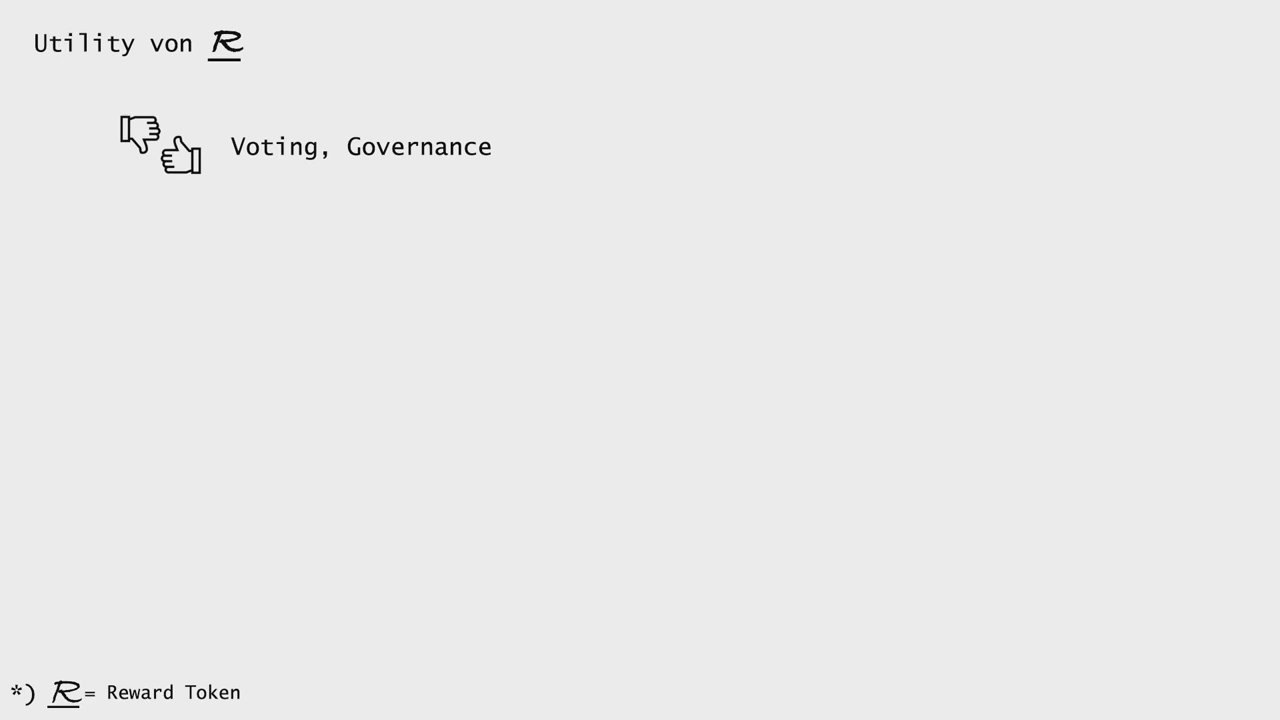 Utility von R
Voting, Governance
*) R = Reward Token